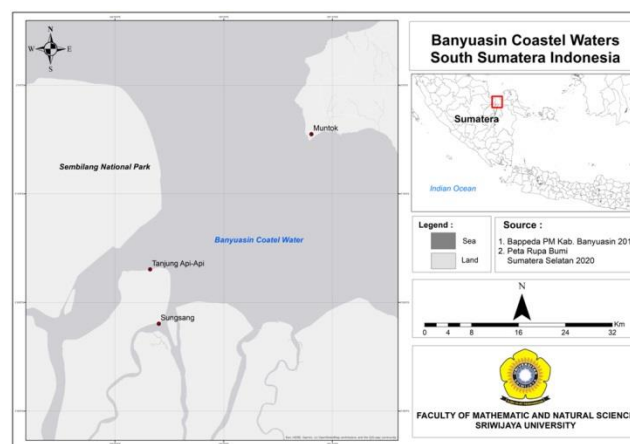 N
W E
S
Muntok
Sembilang National Park
Banyuasin Coatel Water
Tanjung Api-Api
Sungsang
Banyuasin Coastel Waters
South Sumatera Indonesia
Sumatera
Indian Ocean
Legend :
Sea
Land
Source :
1. Bappeda PM Kab. Banyuasin 201
2. Peta Rupa Bumi
Sumatera Selatan 2020
N
0 2 4 8 16 24 32 Km
FACULTY OF MATHEMATIC AND NATURAL SCIENCE
SRIWIJAYA UNIVERSITY